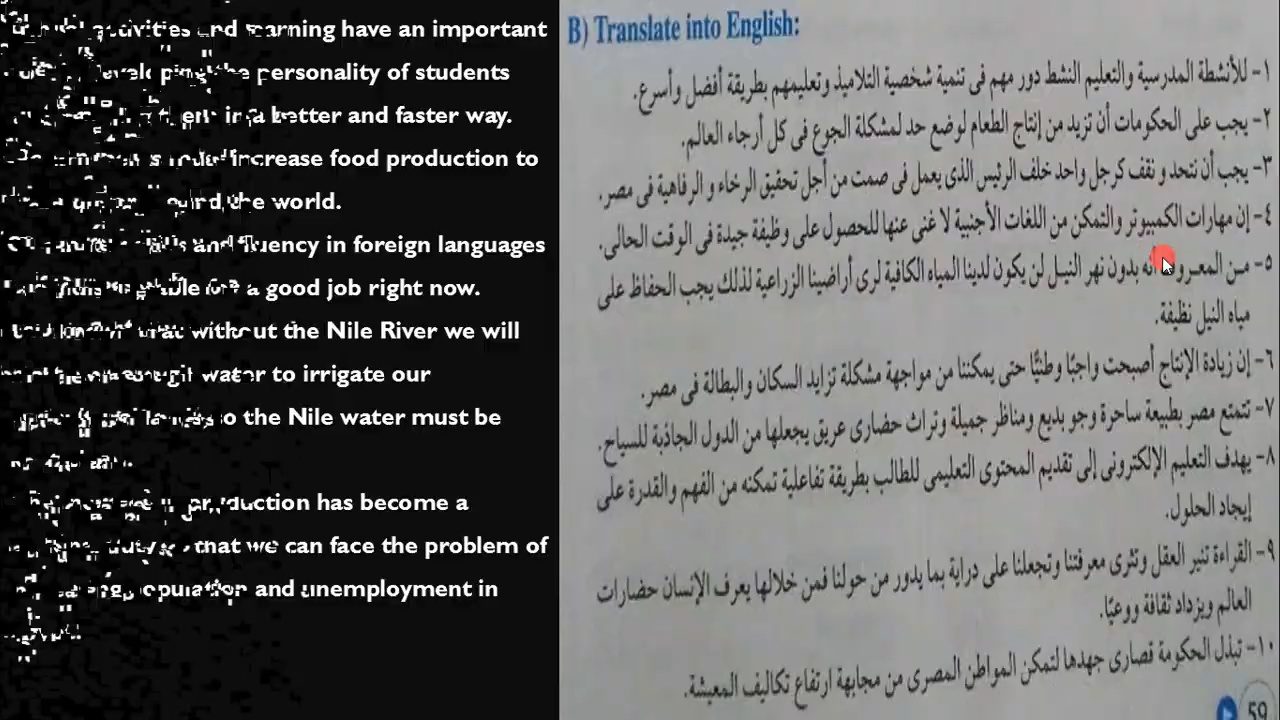 activities and have an important
the personality of students
in a better and faster way.
increase food production to
the world.
and fluency in foreign languages
a good job right now.
without the Nile River we will
water to irrigate our
so the Nile water must be
production has become a
that we can face the problem of
population and unemployment in
B) Translate into English:
١- للأنشطة المدرسية والتعليم النشط دور مهم فى تنمية شخصية التلاميذ وتعليمهم بطريقة أفضل وأسرع.
٢- يجب على الحكومات أن تزيد من إنتاج الطعام لوضع حد لمشكلة الجوع فى كل أرجاء العالم.
٣- يجب أن نتحد و نقف كرجل واحد خلف الرئيس الذى يعمل فى صمت من أجل تحقيق الرخاء و الرفاهية فى مصر.
٤- إن مهارات الكمبيوتر والتمكن من اللغات الأجنبية لا غنى عنها للحصول على وظيفة جيدة فى الوقت الحالى.
٥- من بدون نهر النيل لن يكون لدينا المياه الكافية لرى أراضينا الزراعية لذلك يجب الحفاظ على
مياه النيل نظيفة.
٦- إن زيادة الإنتاج أصبحت واجبًا وطنيًّا حتى يمكننا من مواجهة مشكلة تزايد السكان والبطالة فى مصر.
٧- تتمتع مصر بطبيعة ساحرة وجو بديع ومناظر جميلة وتراث حضارى عريق يجعلها من الدول الجاذبة للسياح.
٨- يهدف التعليم الإلكترونى إلى تقديم المحتوى التعليمى للطالب بطريقة تفاعلية تمكنه من الفهم والقدرة على
إيجاد الحلول.
٩- القراءة تنير العقل وتثرى معرفتنا وتجعلنا على دراية بما يدور من حولنا فمن خلالها يعرف الإنسان حضارات
العالم ويزداد ثقافة ووعيًا.
١٠- تبذل الحكومة قصارى جهدها لتمكن المواطن المصرى من مجابهة ارتفاع تكاليف المعيشة.
59